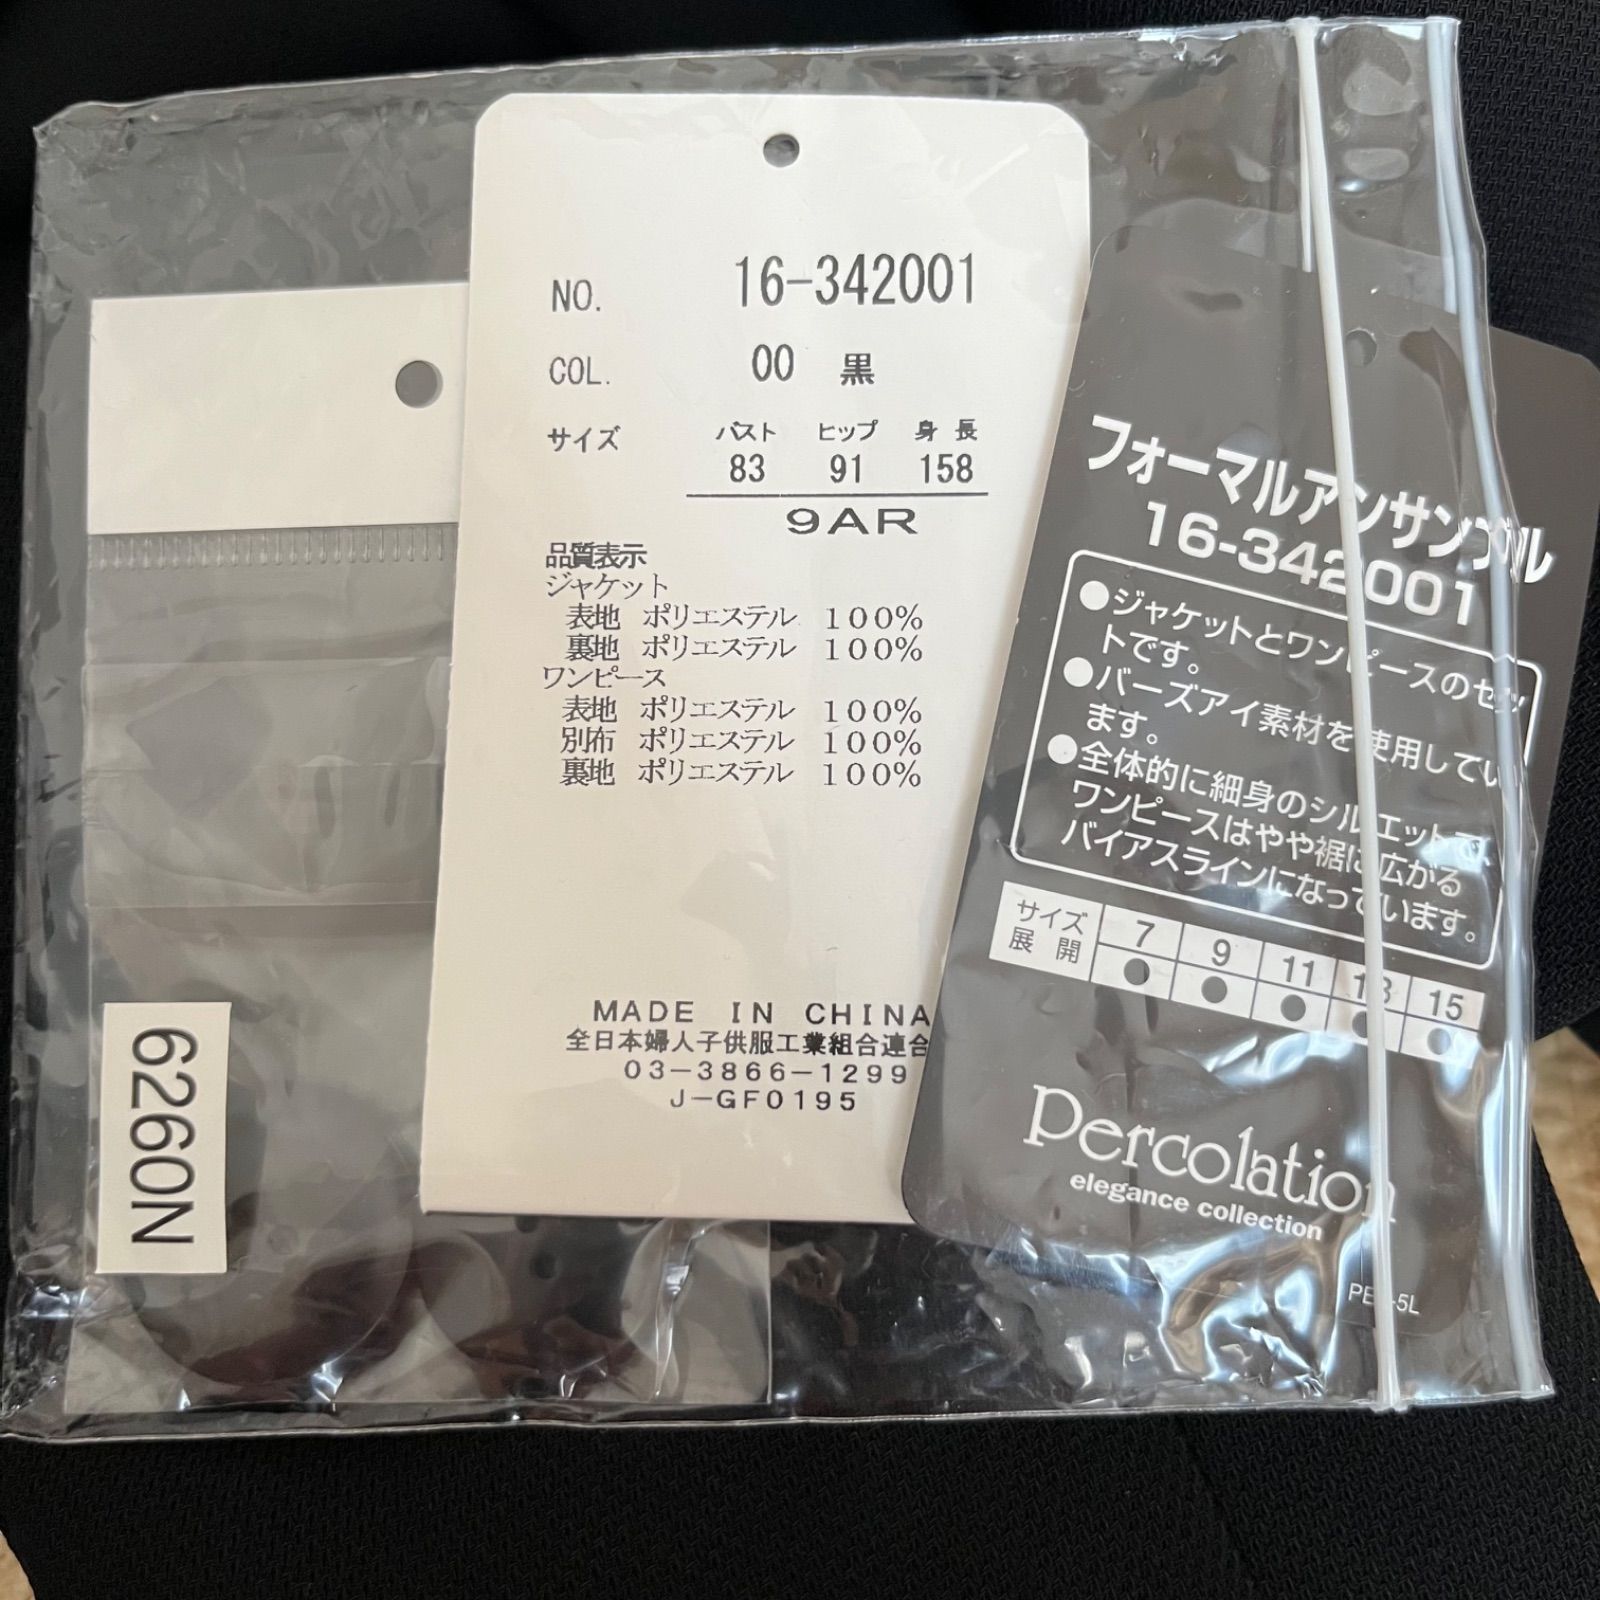 NO. 16-342001
COL. 00 黒
サイズ バスト ヒップ 身長
83 91 158
9AR
品質表示
ジャケット
表地 ポリエステル 100%
裏地 ポリエステル 100%
ワンピース
表地 ポリエステル 100%
別布 ポリエステル 100%
裏地 ポリエステル 100%
MADE IN CHINA
全日本婦人子供服工業組合連合
03-3866-1299
J-GF0195
6260N
フォーマルアンサンブル
16-342001
●ジャケットとワンピースのセッ
トです。
●バーズアイ素材を使用してい
ます。
●全体的に細身のシルエットで、
ワンピースはやや裾に広がる
バイアスラインになっています。
サイズ 7 9 11 13 15
展開 ● ● ● ● ●
Percolation
elegance collection